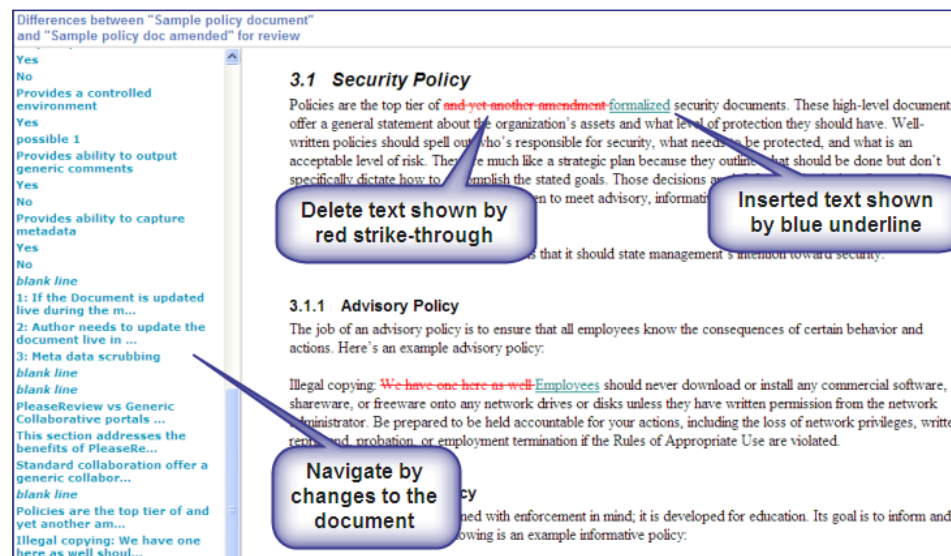 Differences between "Sample policy document"
and "Sample policy doc amended" for review
Yes
No
Provides a controlled
environment
Yes
possible 1
Provides ability to output
generic comments
Yes
No
Provides ability to capture
metadata
Yes
No
blank line
1: If the Document is updated
live during the m...
2: Author needs to update the
document live in ...
3: Meta data scrubbing
blank line
blank line
PleaseReview vs Generic
Collaborative portals ...
This section addresses the
benefits of PleaseRe...
Standard collaboration offer a
generic collabor...
blank line
Policies are the top tier of and
yet another am...
Illegal copying: We have one
here as well shoul...
3.1 Security Policy
Policies are the top tier of and yet another amendment formalized security documents. These high-level document
offer a general statement about the organization's assets and what level of protection they should have. Well-
written policies should spell out who's responsible for security, what needs to be protected, and what is an
acceptable level of risk. They are much like a strategic plan because they outline what should be done but don't
specifically dictate how to accomplish the stated goals. Those decisions
en to meet advisory, informativ
Delete text shown by
red strike-through
Inserted text shown
by blue underline
s that it should state management's intention toward security.
3.1.1 Advisory Policy
The job of an advisory policy is to ensure that all employees know the consequences of certain behavior and
actions. Here's an example advisory policy:
Illegal copying: We have one here as well Employees should never download or install any commercial software,
shareware, or freeware onto any network drives or disks unless they have written permission from the network
administrator. Be prepared to be held accountable for your actions, including the loss of network privileges, writte
reprimand, probation, or employment termination if the Rules of Appropriate Use are violated.
Navigate by
changes to the
document
cy
ned with enforcement in mind; it is developed for education. Its goal is to inform and
owing is an example informative policy: